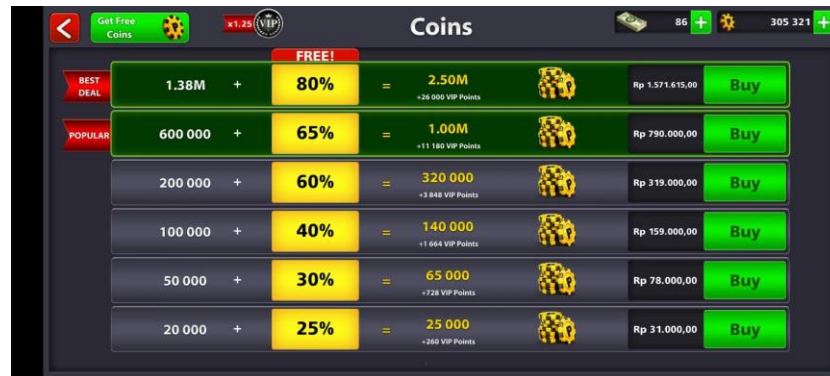 Get Free
Coins
x1.25 VIP
Coins
86 +
305 321 +
FREE!
BEST
DEAL
1.38M + 80% = 2.50M
+26 000 VIP Points
Rp 1.571.615,00 Buy
POPULAR
600 000 + 65% = 1.00M
+11 180 VIP Points
Rp 790.000,00 Buy
200 000 + 60% = 320 000
+3 848 VIP Points
Rp 319.000,00 Buy
100 000 + 40% = 140 000
+1 664 VIP Points
Rp 159.000,00 Buy
50 000 + 30% = 65 000
+728 VIP Points
Rp 78.000,00 Buy
20 000 + 25% = 25 000
+260 VIP Points
Rp 31.000,00 Buy